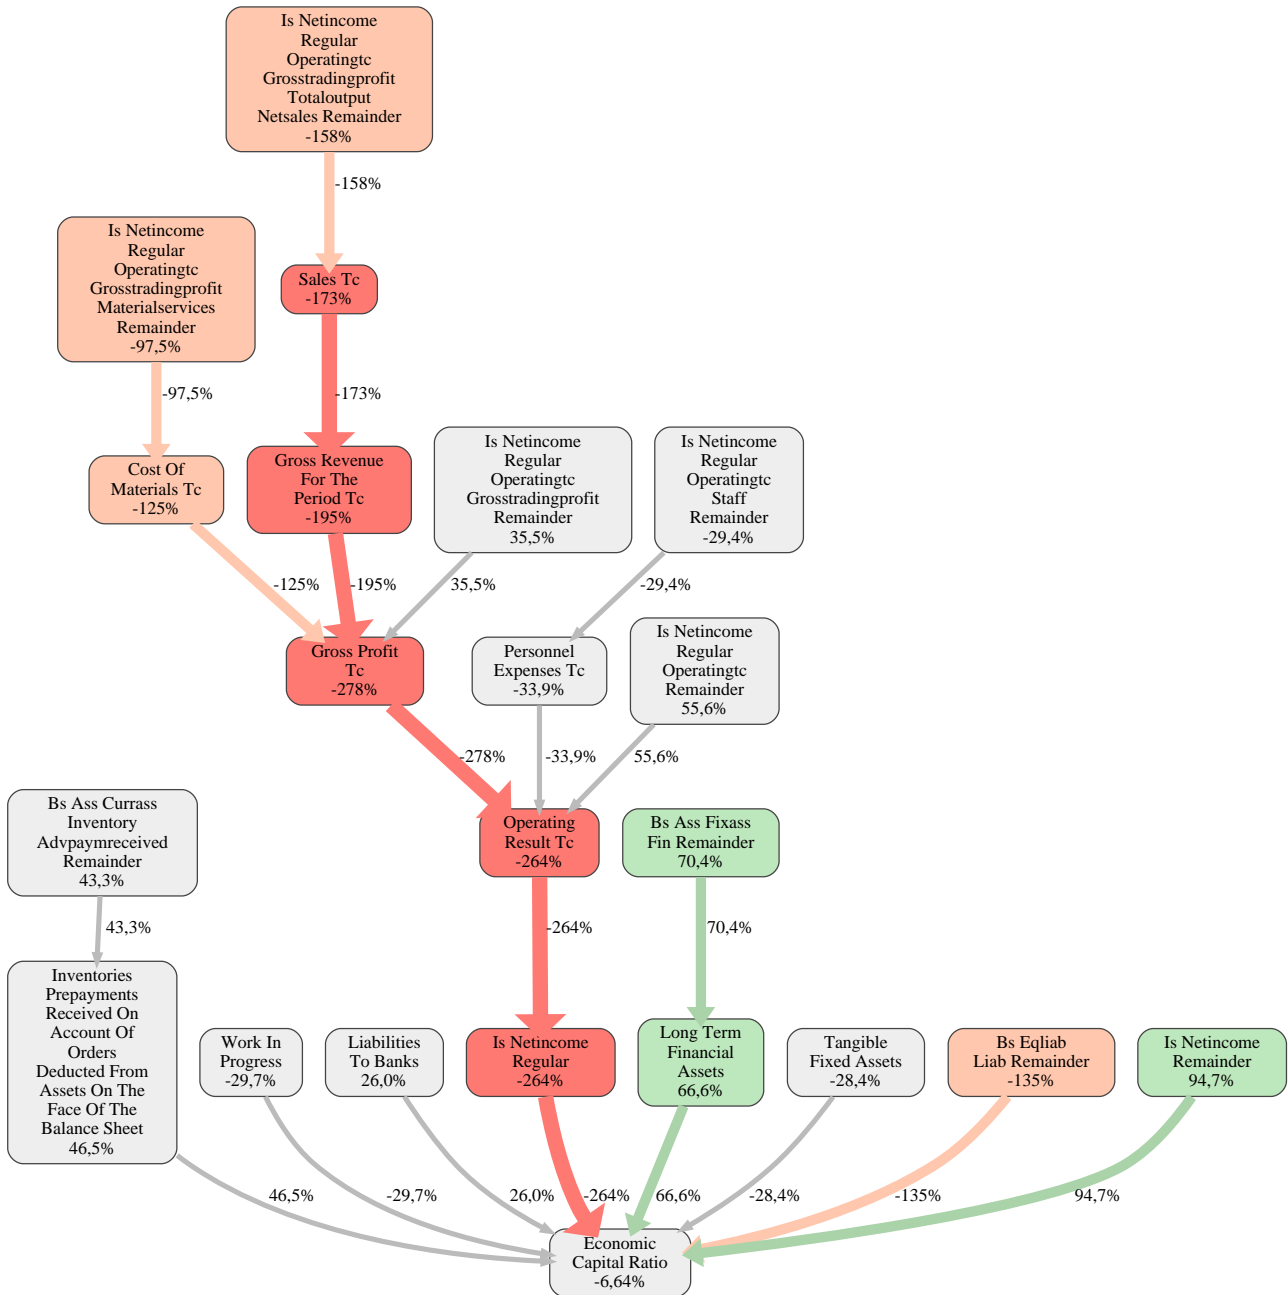 Is Netincome
Regular
Operatingtc
Grosstradingprofit
Totaloutput
Netsales Remainder
-158%
-158%
Is Netincome
Regular
Operatingtc
Grosstradingprofit
Materialservices
Remainder
-97,5%
Sales Tc
-173%
-97,5%
-173%
Cost Of
Materials Tc
-125%
Gross Revenue
For The
Period Tc
-195%
Is Netincome
Regular
Operatingtc
Grosstradingprofit
Remainder
35,5%
Is Netincome
Regular
Operatingtc
Staff
Remainder
-29,4%
-125%
-195%
35,5%
-29,4%
Gross Profit
Tc
-278%
Personnel
Expenses Tc
-33,9%
Is Netincome
Regular
Operatingtc
Remainder
55,6%
-278%
-33,9%
55,6%
Bs Ass Currass
Inventory
Advpaymreceived
Remainder
43,3%
Operating
Result Tc
-264%
Bs Ass Fixass
Fin Remainder
70,4%
43,3%
-264%
70,4%
Inventories
Prepayments
Received On
Account Of
Orders
Deducted From
Assets On The
Face Of The
Balance Sheet
46,5%
Work In
Progress
-29,7%
Liabilities
To Banks
26,0%
Is Netincome
Regular
-264%
Long Term
Financial
Assets
66,6%
Tangible
Fixed Assets
-28,4%
Bs Eqliab
Liab Remainder
-135%
Is Netincome
Remainder
94,7%
46,5%
-29,7%
26,0%
-264%
66,6%
-28,4%
-135%
94,7%
Economic
Capital Ratio
-6,64%